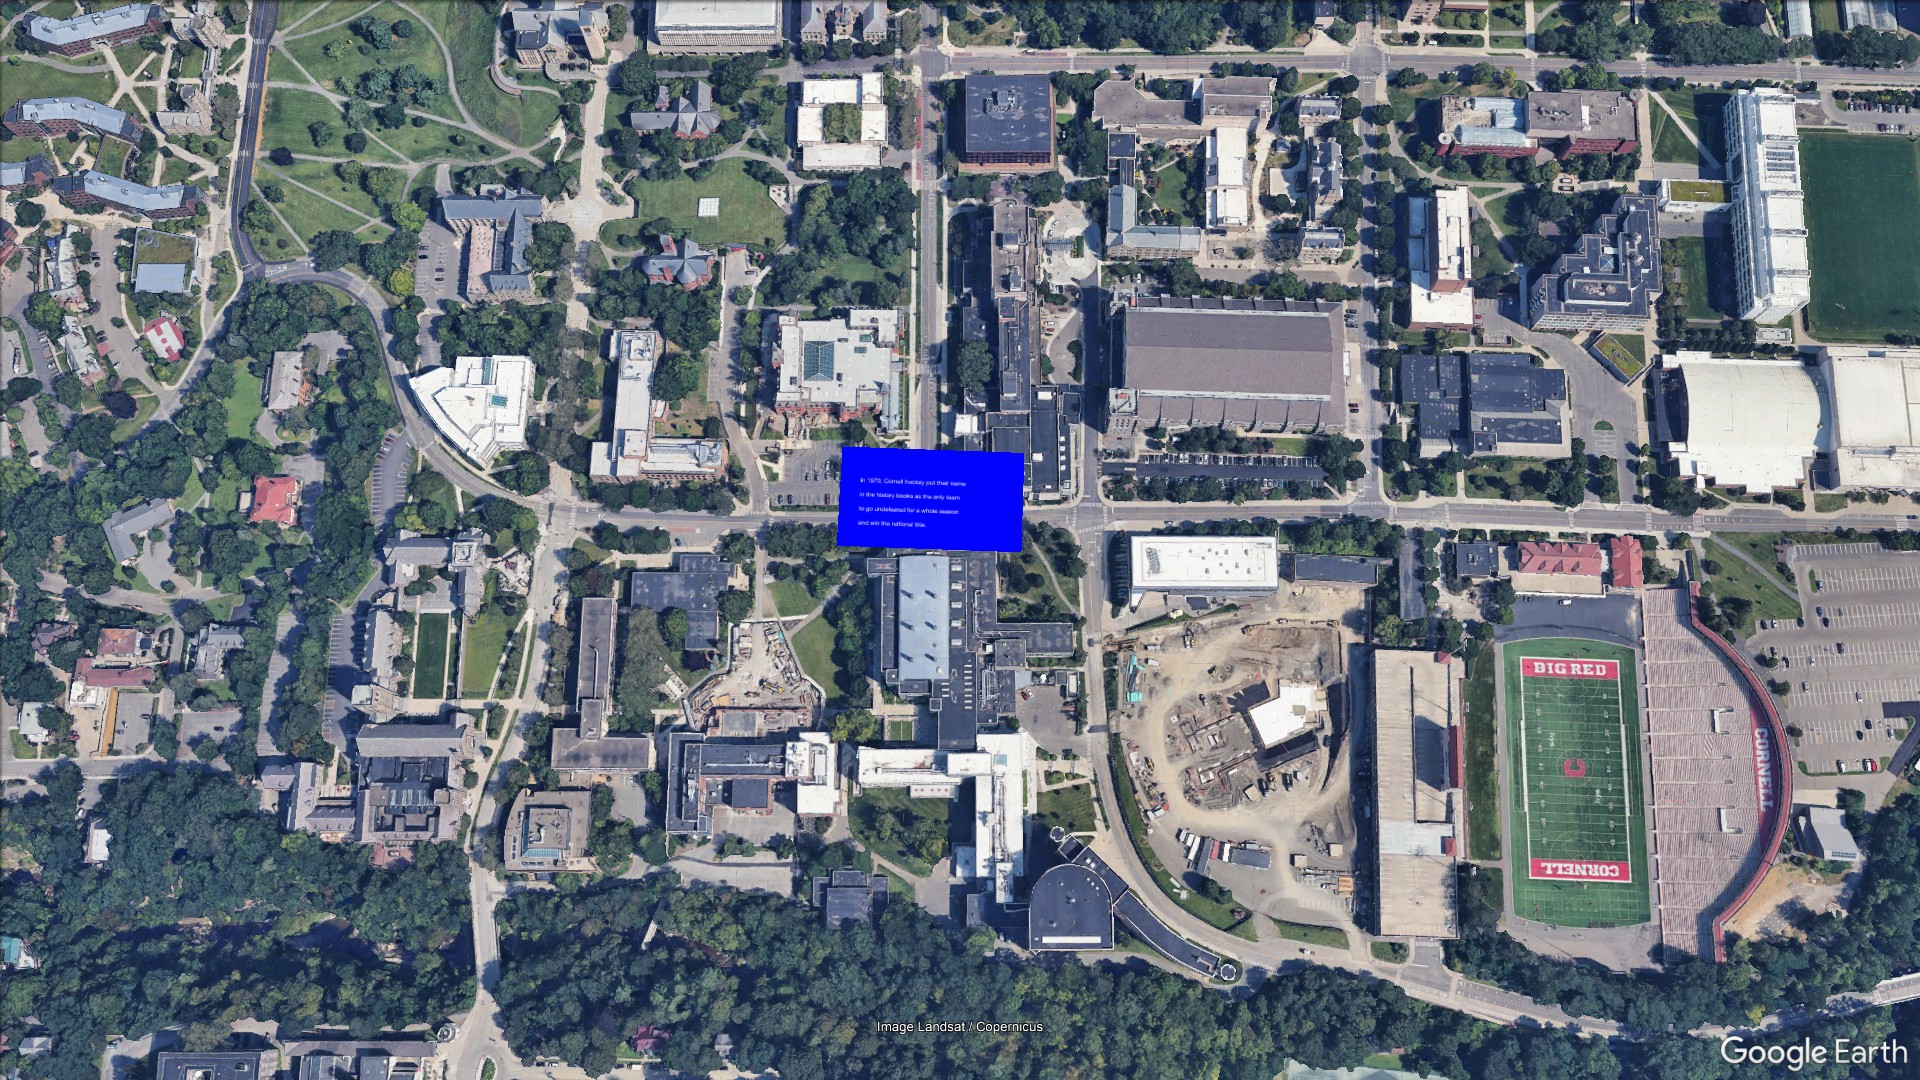 In 1970, Cornell hockey put their name
in the history books as the only team
to go undefeated for a whole season
and win the national title.
BIG RED
C
CORNELL
CORNELL
Image Landsat / Copernicus
Google Earth